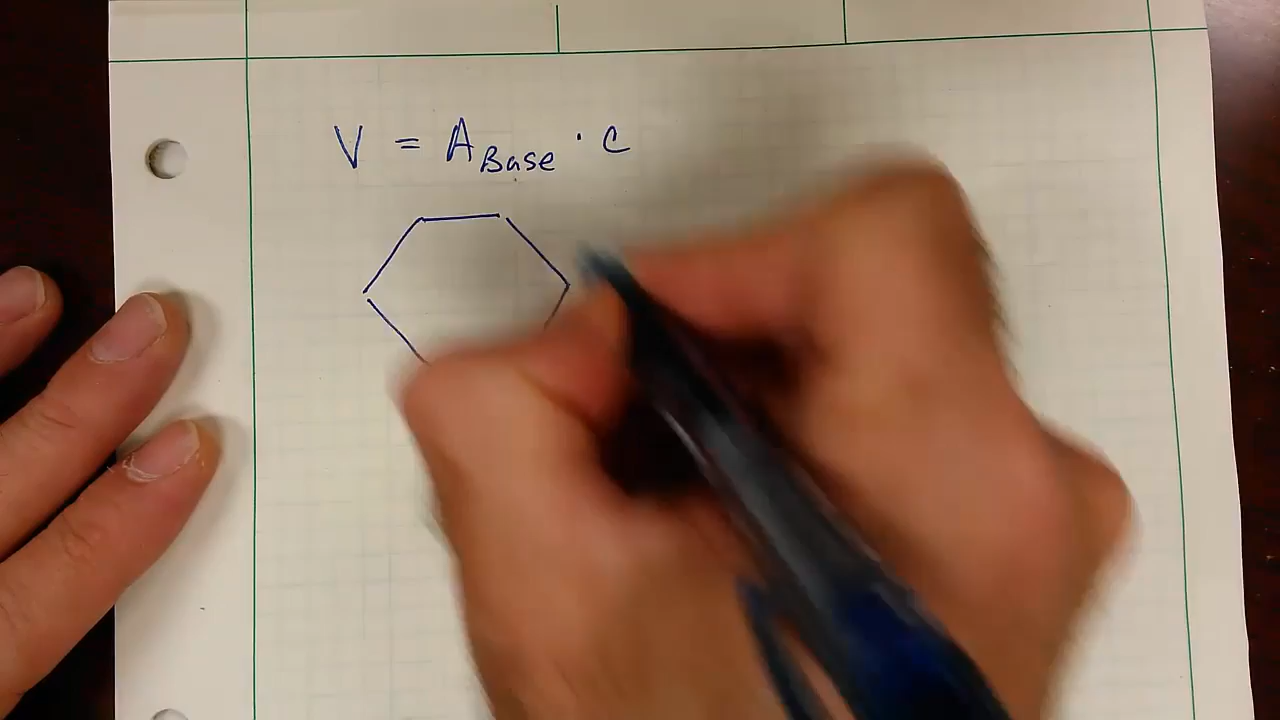 V = A_Base · c